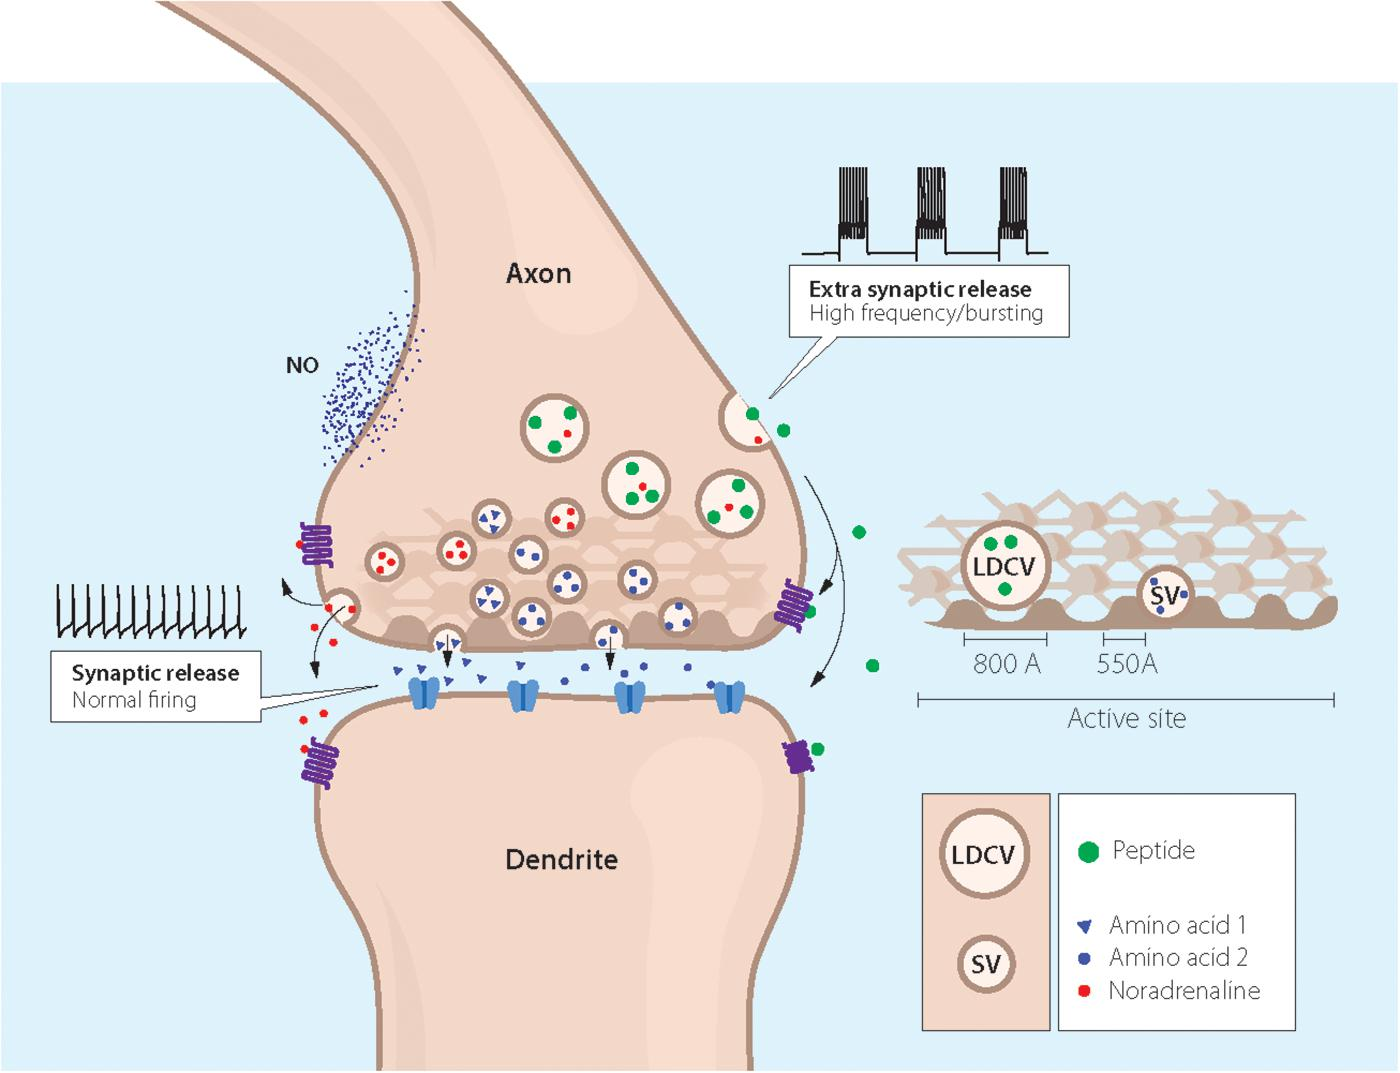 Axon
Extra synaptic release
High frequency/bursting
NO
LDCV
SV
800 A
550A
Active site
Synaptic release
Normal firing
Dendrite
LDCV
SV
Peptide
Amino acid 1
Amino acid 2
Noradrenaline